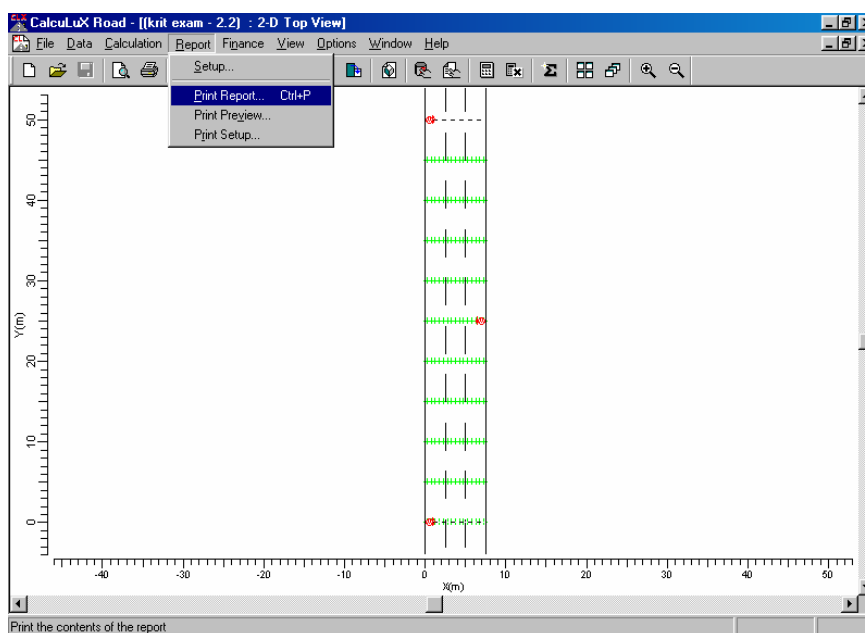 CalcuLuX Road - [(krit exam - 2.2) : 2-D Top View]
File Data Calculation Report Finance View Options Window Help
Setup...
Print Report... Ctrl+P
Print Preview...
Print Setup...
50
40
30
20
10
0
Y(m)
-40 -30 -20 -10 0 10 20 30 40 50
X(m)
Print the contents of the report